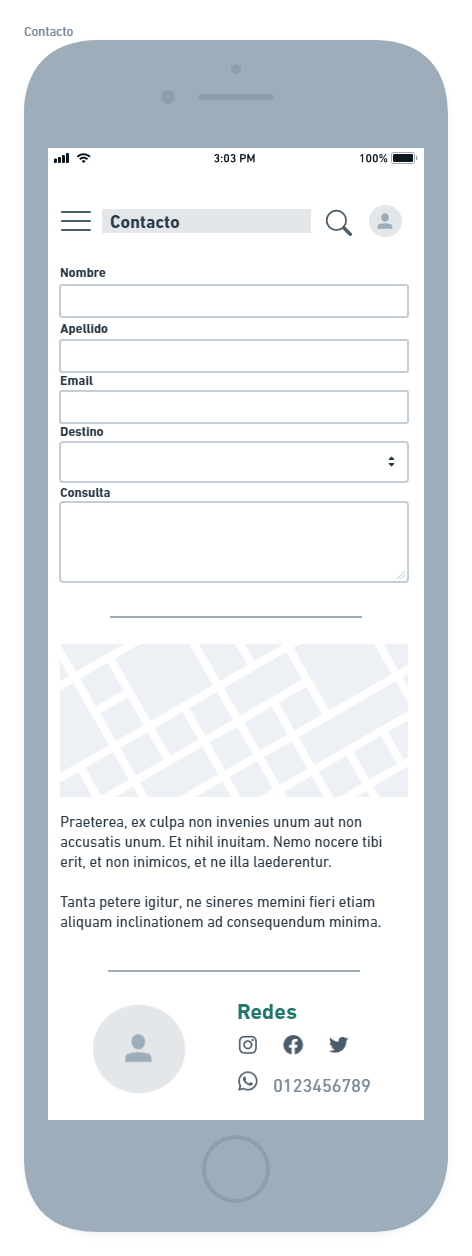 Contacto
3:03 PM
100%
Contacto
Nombre
Apellido
Email
Destino
Consulta
Praeterea, ex culpa non invenies unum aut non
accusatis unum. Et nihil inuitam. Nemo nocere tibi
erit, et non inimicos, et ne illa laederentur.
Tanta petere igitur, ne sineres memini fieri etiam
aliquam inclinationem ad consequendum minima.
Redes
0123456789